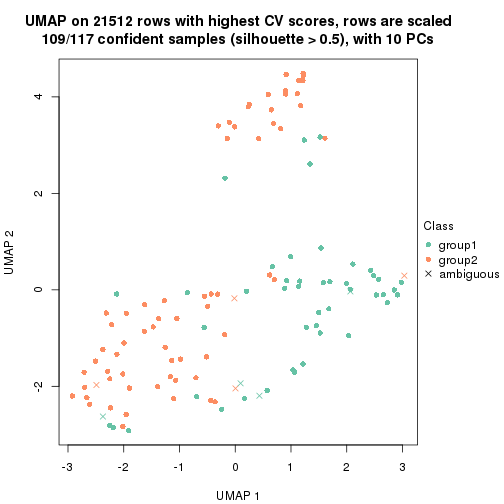 UMAP on 21512 rows with highest CV scores, rows are scaled
109/117 confident samples (silhouette > 0.5), with 10 PCs
4
2
0
-2
UMAP 2
-3
-2
-1
0
1
2
3
UMAP 1
Class
group1
group2
ambiguous